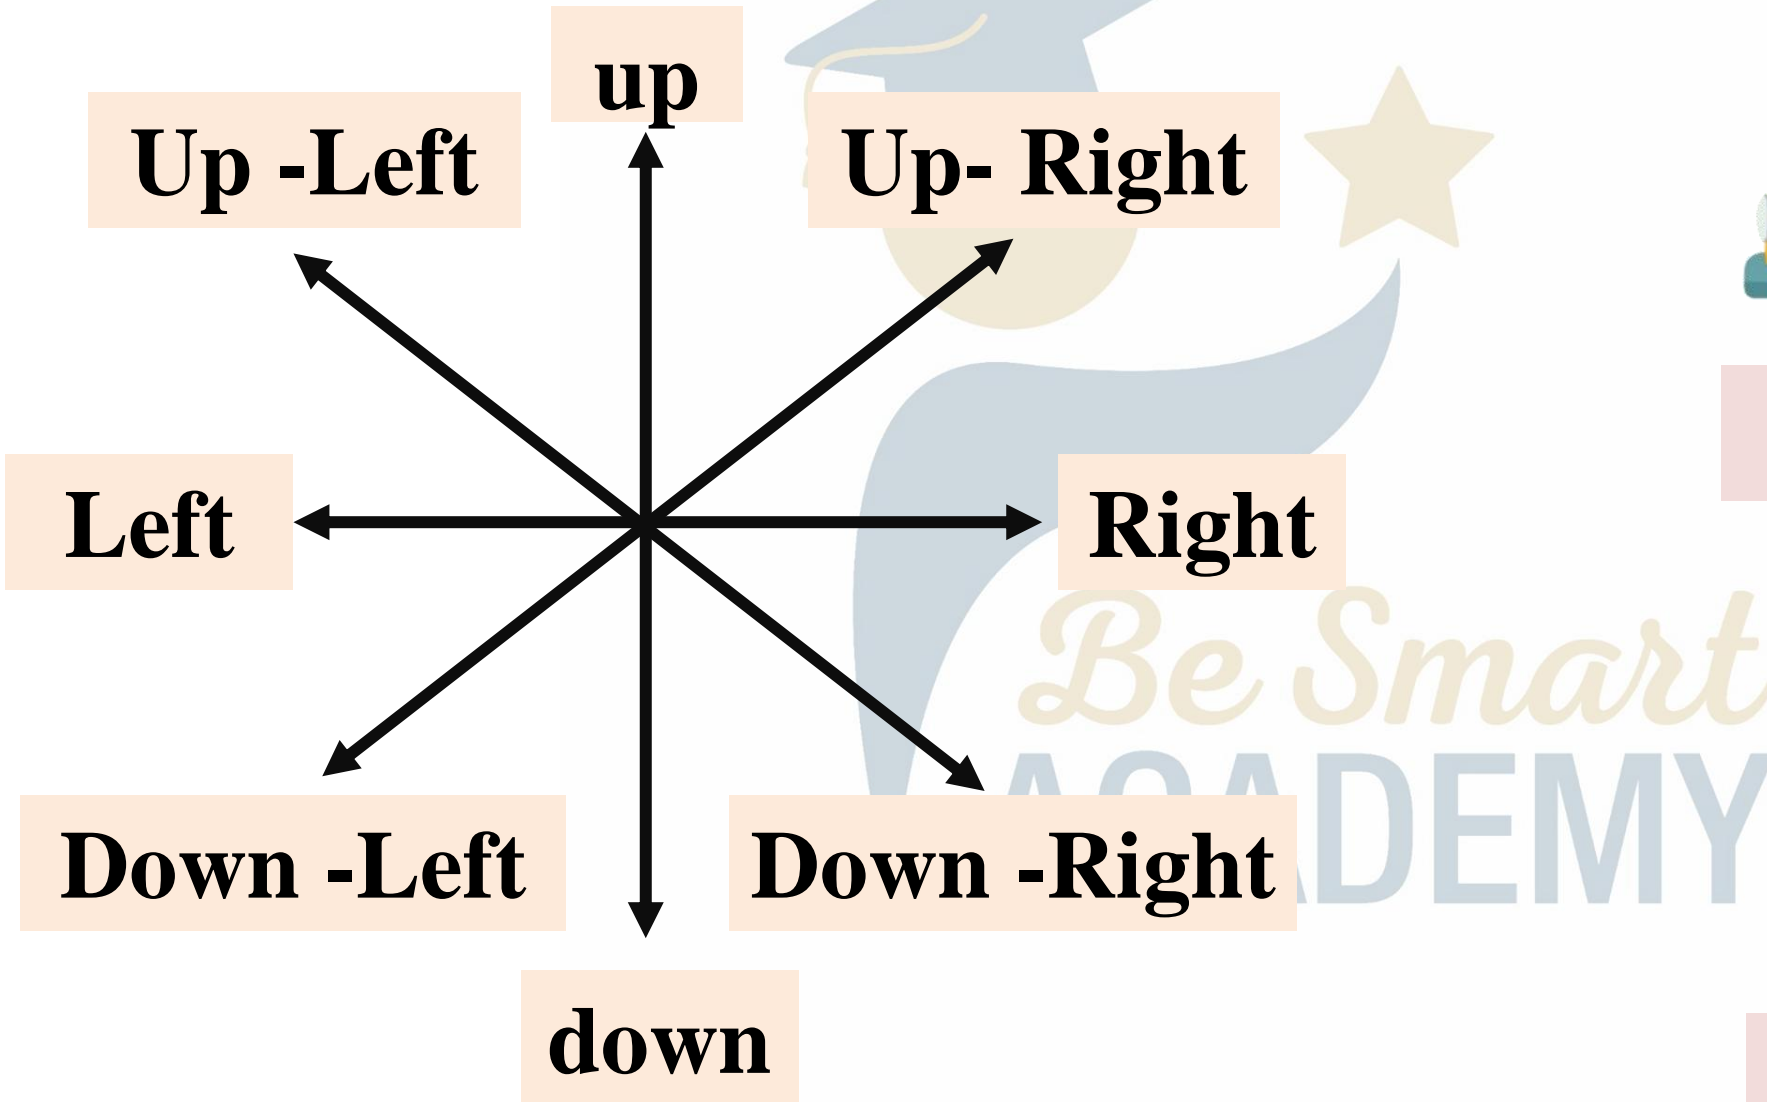 up
Up -Left
Up- Right
Left
Right
Be Smart
ACADEMY
Down -Left
Down -Right
down